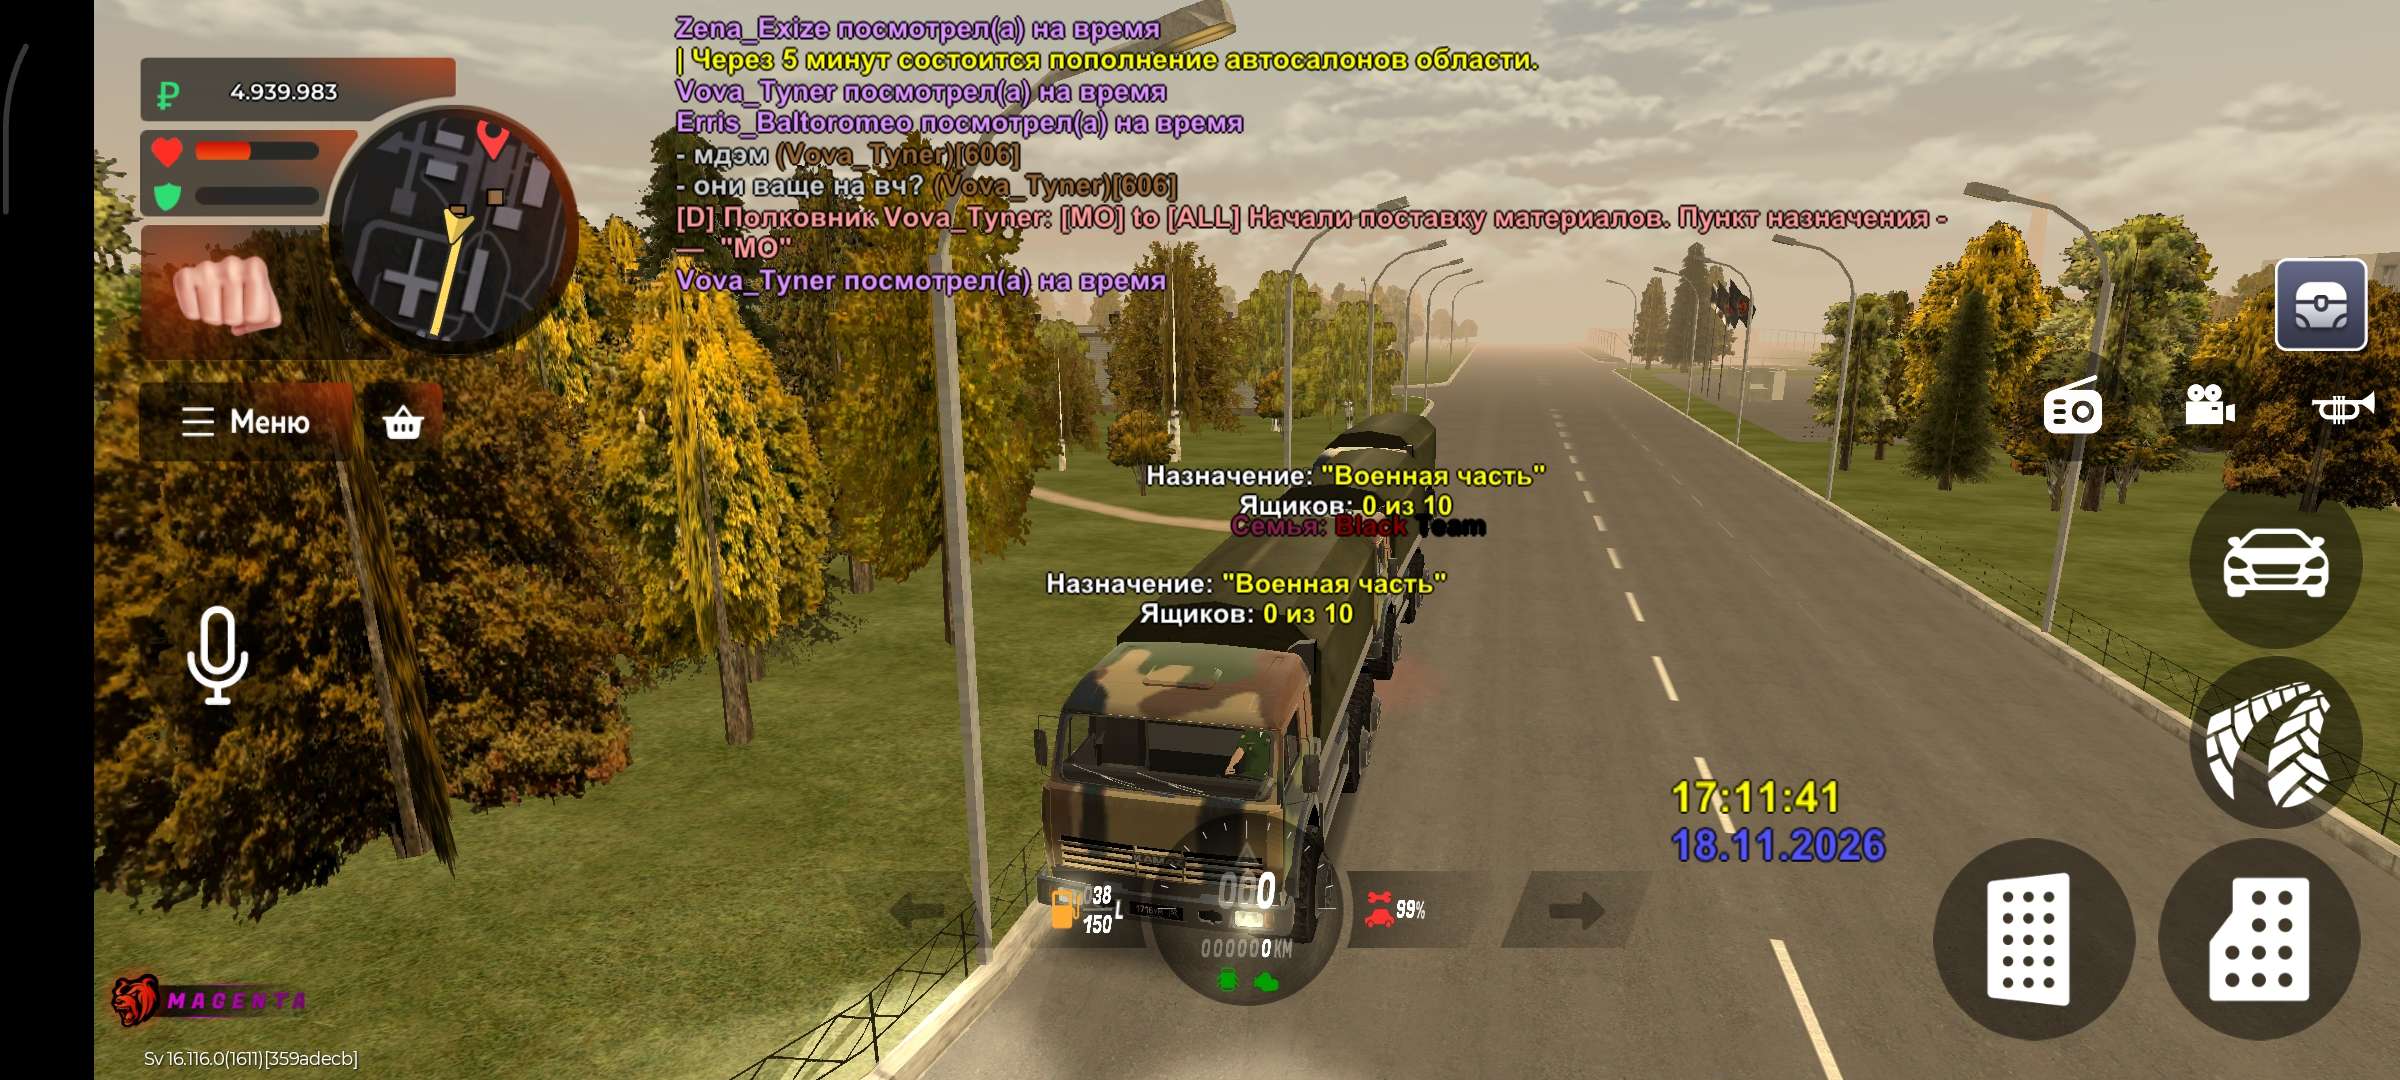 Zena_Exize посмотрел(а) на время
| Через 5 минут состоится пополнение автосалонов области.
Vova_Tyner посмотрел(а) на время
Erris_Baltoromeo посмотрел(а) на время
- мдэм (Vova_Tyner)[606]
- они ваще на вч? (Vova_Tyner)[606]
[D] Полковник Vova_Tyner: [МО] to [ALL] Начали поставку материалов. Пункт назначения -
— "МО"
Vova_Tyner посмотрел(а) на время
₽ 4.939.983
Меню
Назначение: "Военная часть"
Ящиков: 0 из 10
Семья: Black Team
Назначение: "Военная часть"
Ящиков: 0 из 10
17:11:41
18.11.2026
KAMAZ
038
150 L
000
99%
000000KM
MAGENTA
Sv 16.116.0(1611)[359adecb]